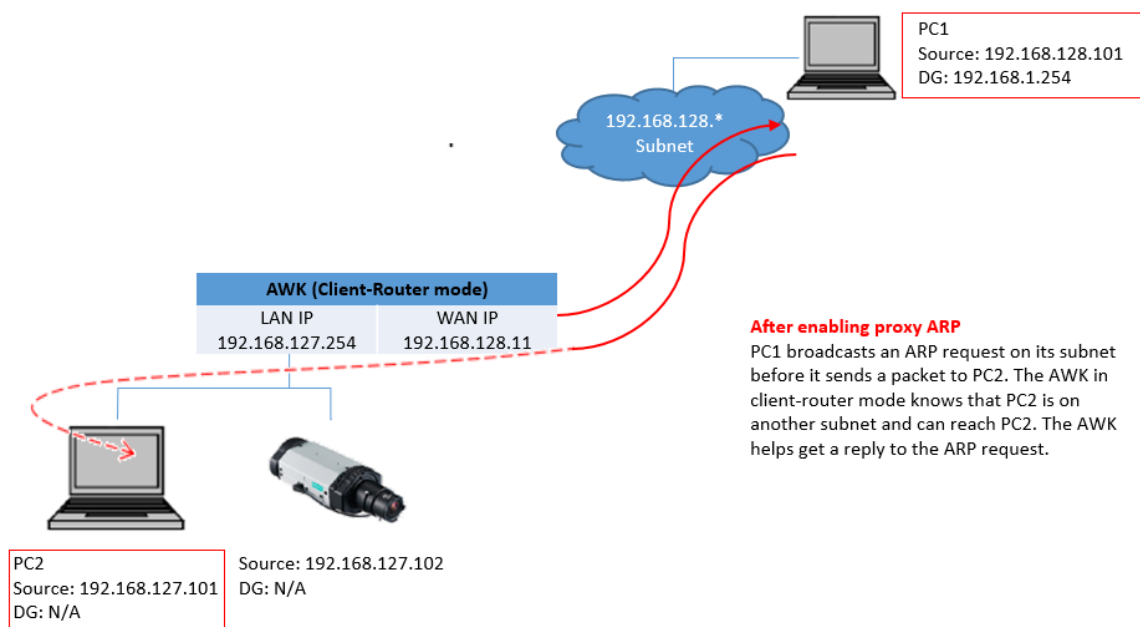 PC1
Source: 192.168.128.101
DG: 192.168.1.254
192.168.128.*
Subnet
AWK (Client-Router mode)
LAN IP
192.168.127.254
WAN IP
192.168.128.11
After enabling proxy ARP
PC1 broadcasts an ARP request on its subnet
before it sends a packet to PC2. The AWK in
client-router mode knows that PC2 is on
another subnet and can reach PC2. The AWK
helps get a reply to the ARP request.
PC2
Source: 192.168.127.101
DG: N/A
Source: 192.168.127.102
DG: N/A